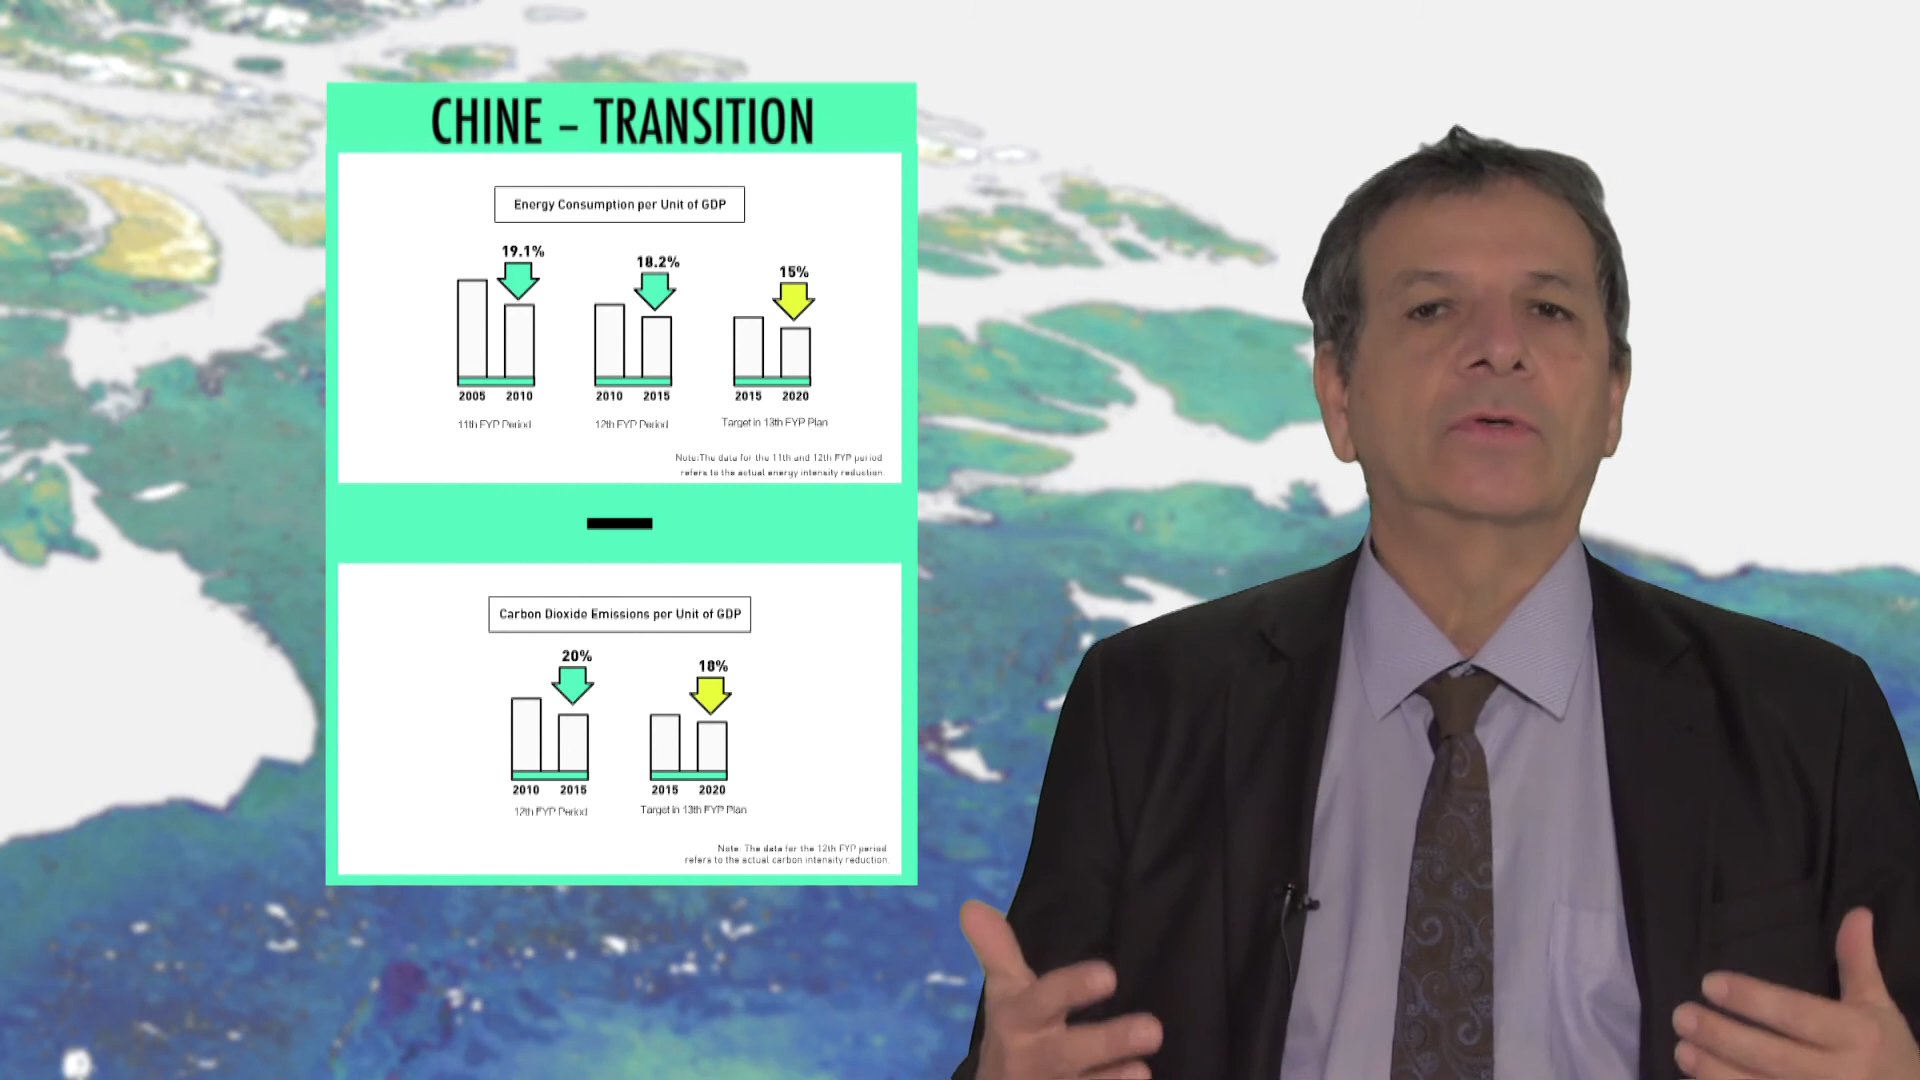 CHINE – TRANSITION
Energy Consumption per Unit of GDP
19.1%
18.2%
15%
2005 2010
2010 2015
2015 2020
11th FYP Period
12th FYP Period
Target in 13th FYP Plan
Note:The data for the 11th and 12th FYP period
refers to the actual energy intensity reduction.
Carbon Dioxide Emissions per Unit of GDP
20%
18%
2010 2015
2015 2020
12th FYP Period
Target in 13th FYP Plan
Note: The data for the 12th FYP period
refers to the actual carbon intensity reduction.